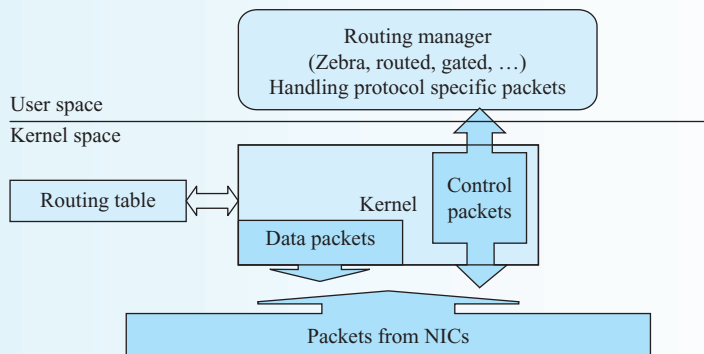 Routing manager
(Zebra, routed, gated, …)
Handling protocol specific packets
User space
Kernel space
Routing table
Kernel
Control
packets
Data packets
Packets from NICs